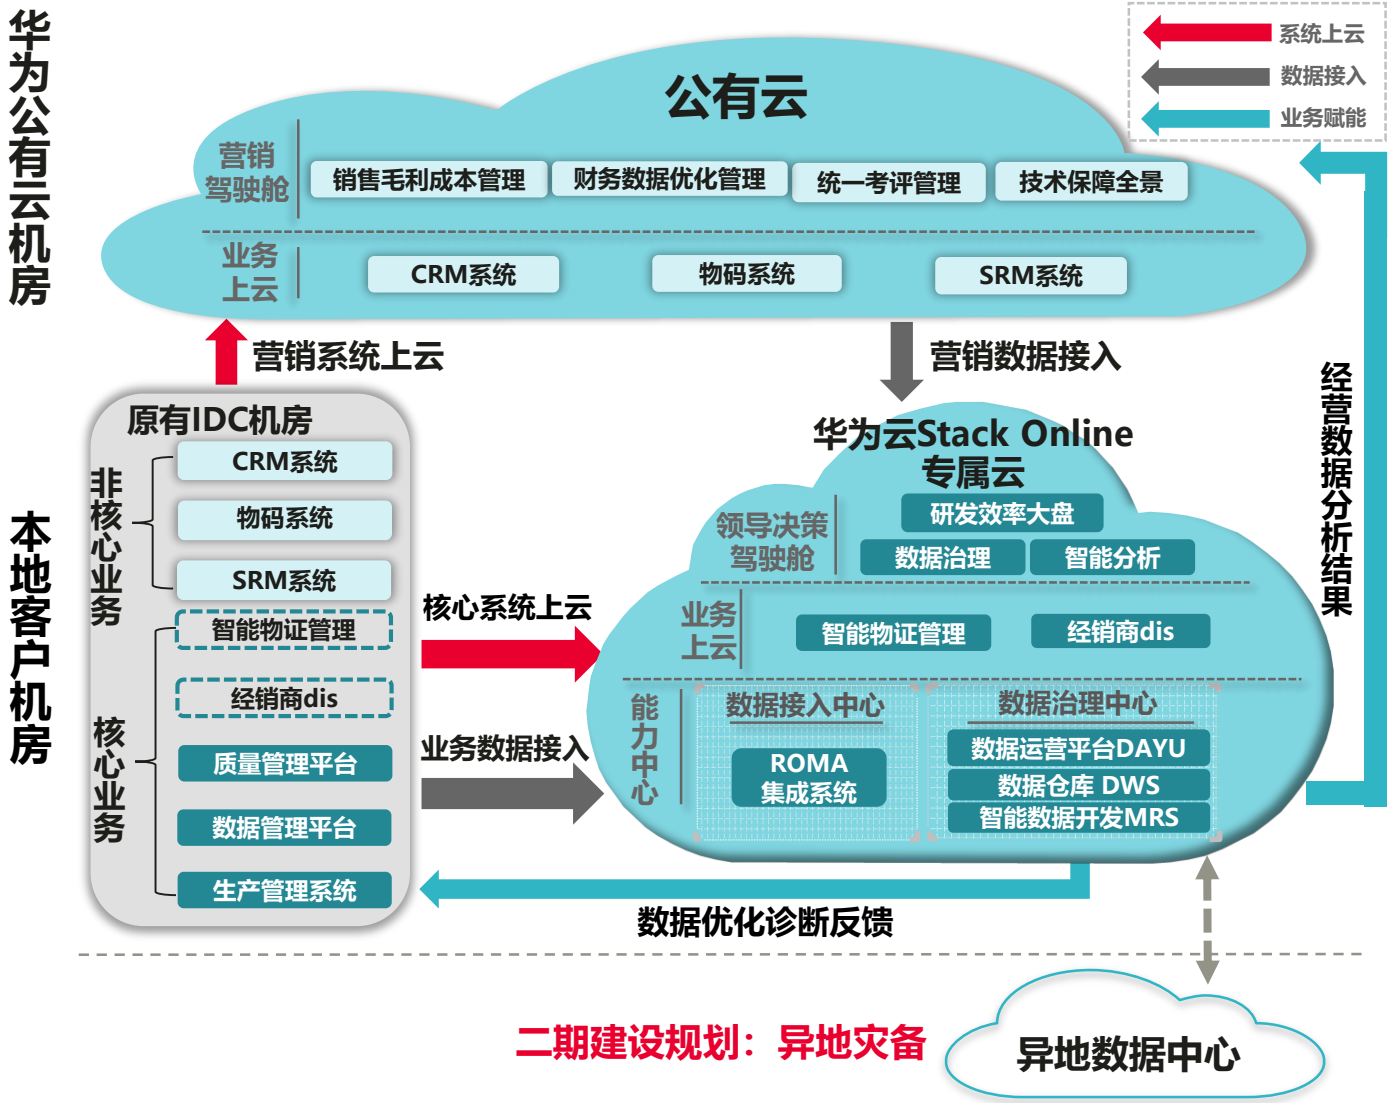 华为公有云机房
公有云
系统上云
数据接入
业务赋能
营销
驾驶舱
销售毛利成本管理
财务数据优化管理
统一考评管理
技术保障全景
业务
上云
CRM系统
物码系统
SRM系统
营销系统上云
营销数据接入
经营数据分析结果
本地客户机房
原有IDC机房
非核心业务
CRM系统
物码系统
SRM系统
核心业务
智能物证管理
经销商dis
质量管理平台
数据管理平台
生产管理系统
核心系统上云
业务数据接入
华为云Stack Online
专属云
领导决策
驾驶舱
研发效率大盘
数据治理
智能分析
业务
上云
智能物证管理
经销商dis
能力中心
数据接入中心
ROMA
集成系统
数据治理中心
数据运营平台DAYU
数据仓库 DWS
智能数据开发MRS
数据优化诊断反馈
二期建设规划：异地灾备
异地数据中心